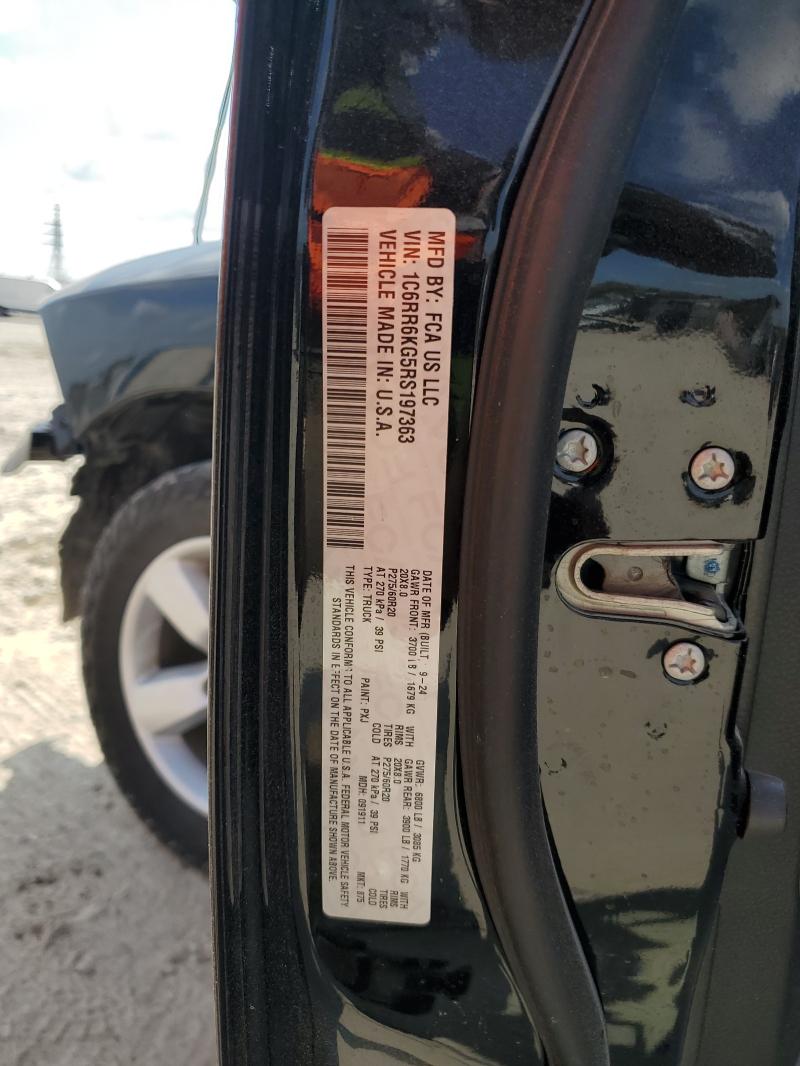 MFD BY: FCA US LLC
VIN: 1C6RR6KG5RS197363
VEHICLE MADE IN: U.S.A.
DATE OF MFR (BUILT, 9-24 GVWR: 6800 LB / 3085 KG
GAWR FRONT: 3700 LB / 1679 KG WITH GAWR REAR: 3900 LB / 1770 KG WITH
20X8.0 RIMS 20X8.0 RIMS
P275/60R20 TIRES P275/60R20 TIRES
AT 270 kPa / 39 PSI COLD AT 270 kPa / 39 PSI COLD
TYPE: TRUCK PAINT: PXJ MDH: 091911 MKT: 875
THIS VEHICLE CONFORMS TO ALL APPLICABLE U.S.A. FEDERAL MOTOR VEHICLE SAFETY
STANDARDS IN EFFECT ON THE DATE OF MANUFACTURE SHOWN ABOVE.